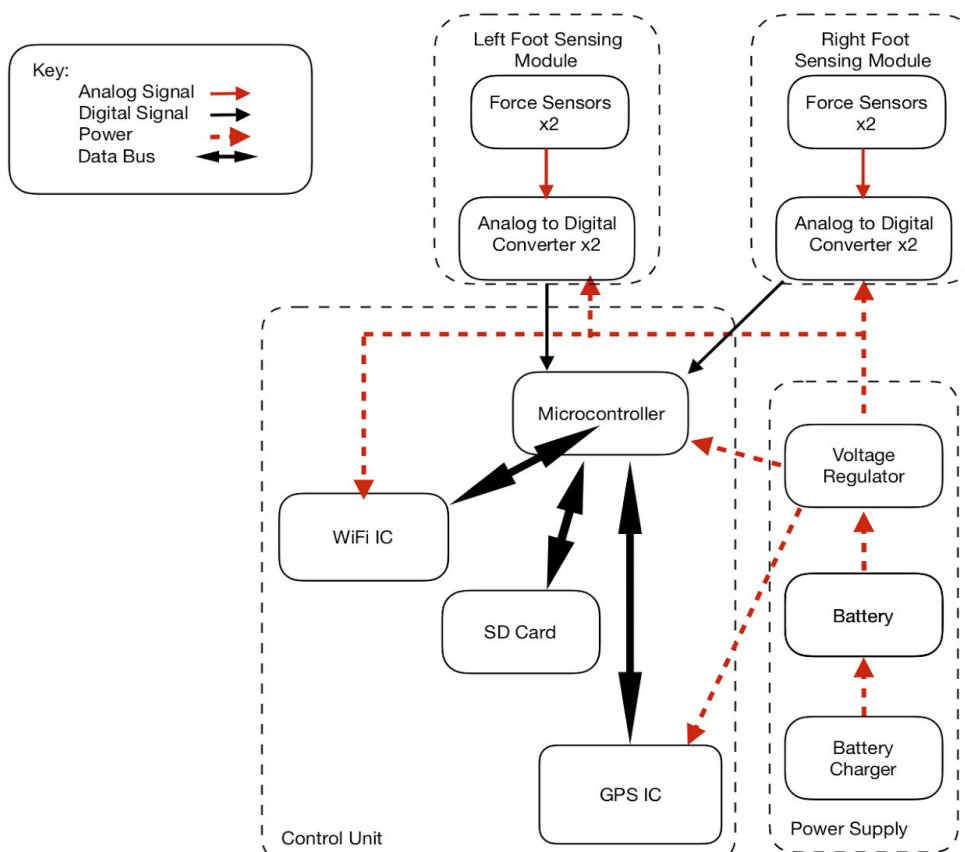 Key:
Analog Signal
Digital Signal
Power
Data Bus
Left Foot Sensing
Module
Force Sensors
x2
Analog to Digital
Converter x2
Right Foot
Sensing Module
Force Sensors
x2
Analog to Digital
Converter x2
Microcontroller
WiFi IC
SD Card
GPS IC
Control Unit
Voltage
Regulator
Battery
Battery
Charger
Power Supply